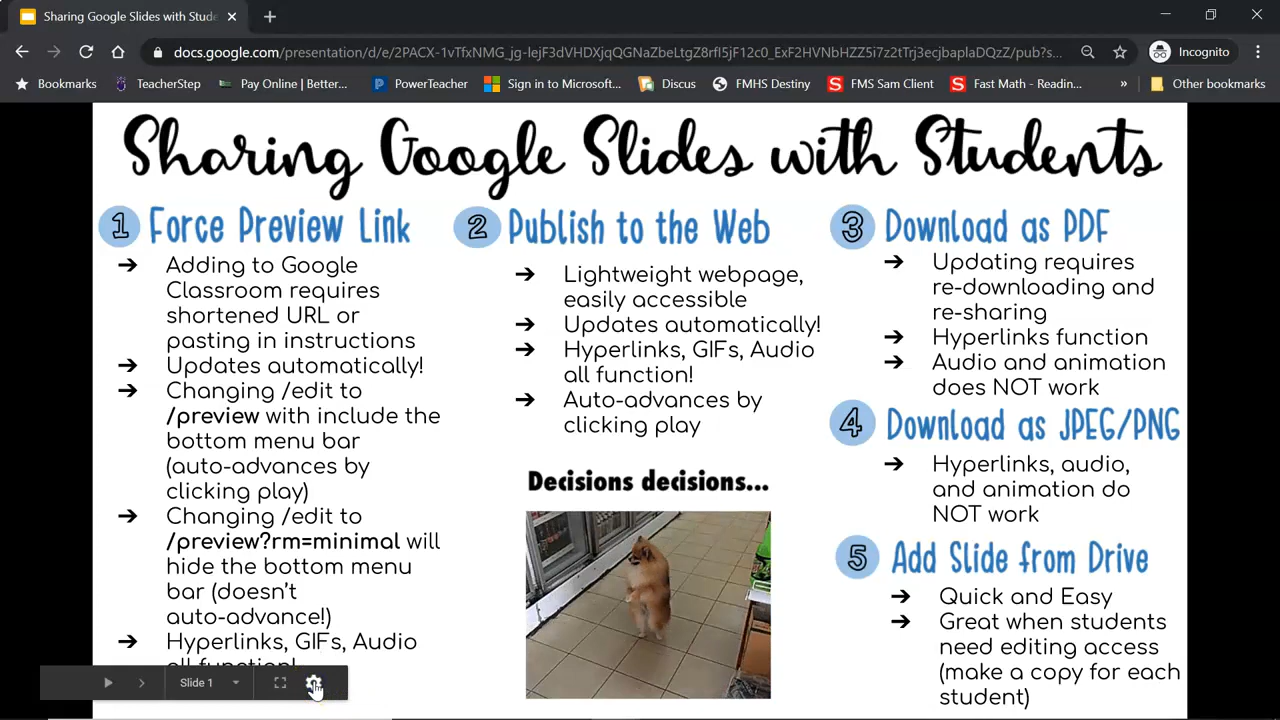 Sharing Google Slides with Stude
docs.google.com/presentation/d/e/2PACX-1vTfxNMG_jg-lejF3dVHDXjqQGNaZbeLtgZ8rfl5jF12c0_ExF2HVNbHZZ5i7z2tTrj3ecjbaplaDQzZ/pub?s...
Incognito
Bookmarks
TeacherStep
Pay Online | Better...
PowerTeacher
Sign in to Microsoft...
Discus
FMHS Destiny
FMS Sam Client
Fast Math - Readin...
»
Other bookmarks
Sharing Google Slides with Students
1 Force Preview Link
➔ Adding to Google
Classroom requires
shortened URL or
pasting in instructions
➔ Updates automatically!
➔ Changing /edit to
/preview with include the
bottom menu bar
(auto-advances by
clicking play)
➔ Changing /edit to
/preview?rm=minimal will
hide the bottom menu
bar (doesn't
auto-advance!)
➔ Hyperlinks, GIFs, Audio
all function!
2 Publish to the Web
➔ Lightweight webpage,
easily accessible
➔ Updates automatically!
➔ Hyperlinks, GIFs, Audio
all function!
➔ Auto-advances by
clicking play
Decisions decisions...
3 Download as PDF
➔ Updating requires
re-downloading and
re-sharing
➔ Hyperlinks function
➔ Audio and animation
does NOT work
4 Download as JPEG/PNG
➔ Hyperlinks, audio,
and animation do
NOT work
5 Add Slide from Drive
➔ Quick and Easy
➔ Great when students
need editing access
(make a copy for each
student)
Slide 1